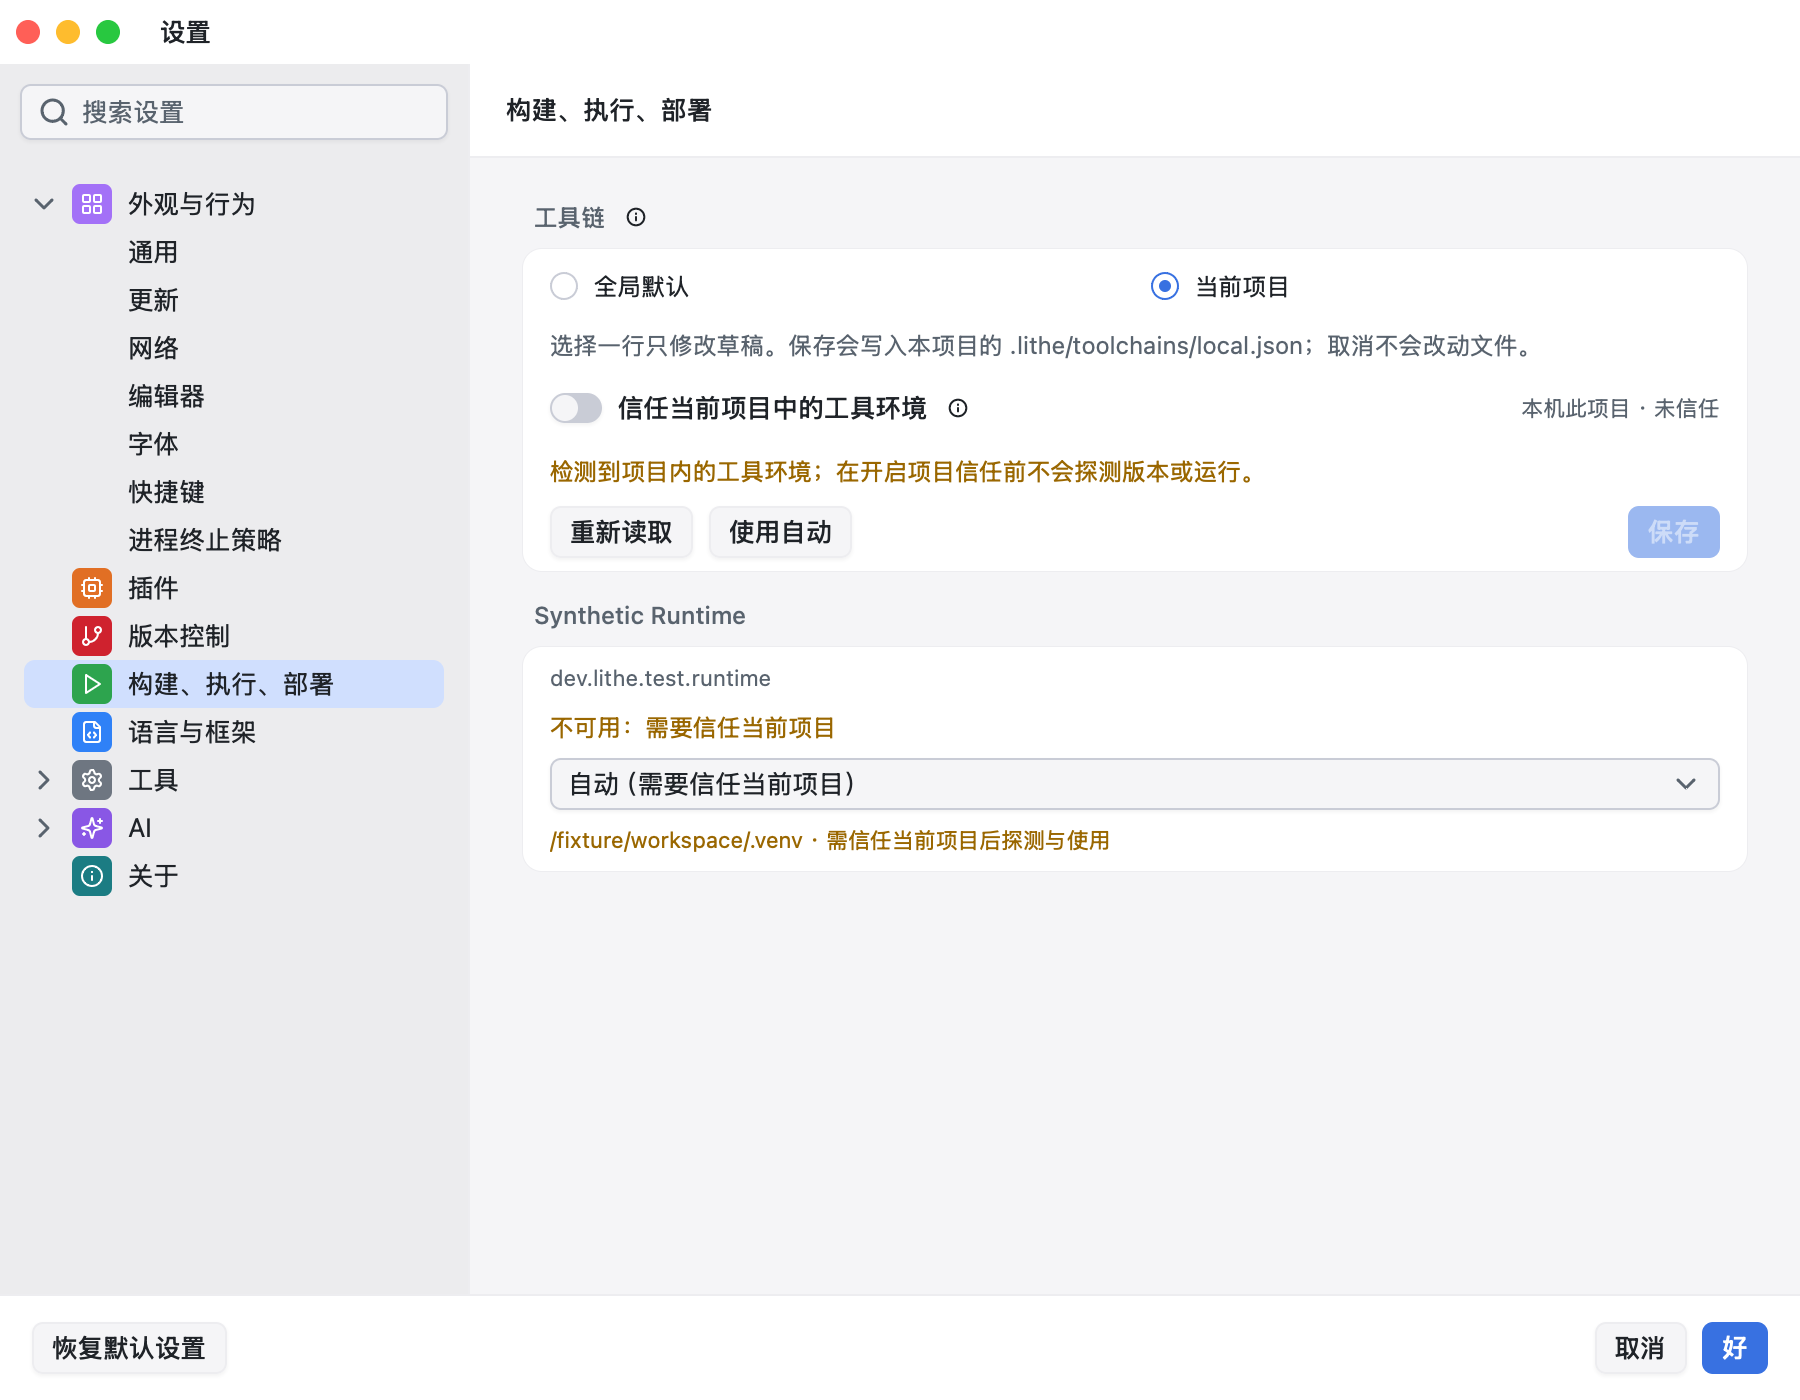 设置
搜索设置
外观与行为
通用
更新
网络
编辑器
字体
快捷键
进程终止策略
插件
版本控制
构建、执行、部署
语言与框架
工具
AI
关于
构建、执行、部署
工具链
全局默认
当前项目
选择一行只修改草稿。保存会写入本项目的 .lithe/toolchains/local.json；取消不会改动文件。
信任当前项目中的工具环境
本机此项目 · 未信任
检测到项目内的工具环境；在开启项目信任前不会探测版本或运行。
重新读取
使用自动
保存
Synthetic Runtime
dev.lithe.test.runtime
不可用：需要信任当前项目
自动 (需要信任当前项目)
/fixture/workspace/.venv · 需信任当前项目后探测与使用
恢复默认设置
取消
好